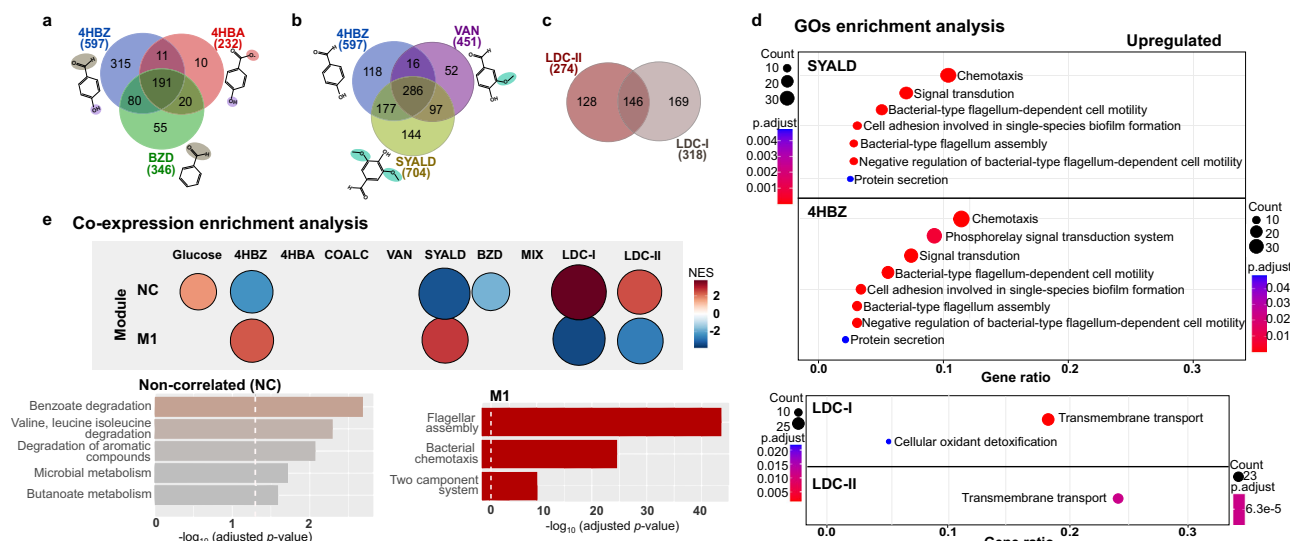 a
4HBZ
(597)
4HBA
(232)
315
11
10
191
80
20
55
BZD
(346)
b
4HBZ
(597)
VAN
(451)
118
16
52
286
177
97
144
SYALD
(704)
c
LDC-II
(274)
128
146
169
LDC-I
(318)
d
GOs enrichment analysis
Upregulated
Count
10
20
30
p.adjust
0.004
0.003
0.002
0.001
SYALD
Chemotaxis
Signal transdution
Bacterial-type flagellum-dependent cell motility
Cell adhesion involved in single-species biofilm formation
Bacterial-type flagellum assembly
Negative regulation of bacterial-type flagellum-dependent cell motility
Protein secretion
4HBZ
Chemotaxis
Phosphorelay signal transduction system
Signal transdution
Bacterial-type flagellum-dependent cell motility
Cell adhesion involved in single-species biofilm formation
Bacterial-type flagellum assembly
Negative regulation of bacterial-type flagellum-dependent cell motility
Protein secretion
Count
10
20
30
p.adjust
0.04
0.03
0.02
0.01
0.0 0.1 0.2 0.3
Gene ratio
Count
10
25
p.adjust
0.020
0.015
0.010
0.005
LDC-I
Transmembrane transport
Cellular oxidant detoxification
LDC-II
Transmembrane transport
Count
23
p.adjust
6.3e-5
0.0 0.1 0.2 0.3
Gene ratio
e
Co-expression enrichment analysis
Glucose 4HBZ 4HBA COALC VAN SYALD BZD MIX LDC-I LDC-II
Module
NC
M1
NES
2
0
-2
Non-correlated (NC)
Benzoate degradation
Valine, leucine isoleucine
degradation
Degradation of aromatic
compounds
Microbial metabolism
Butanoate metabolism
0 1 2
-log10 (adjusted p-value)
M1
Flagellar
assembly
Bacterial
chemotaxis
Two component
system
0 10 20 30 40
-log10 (adjusted p-value)